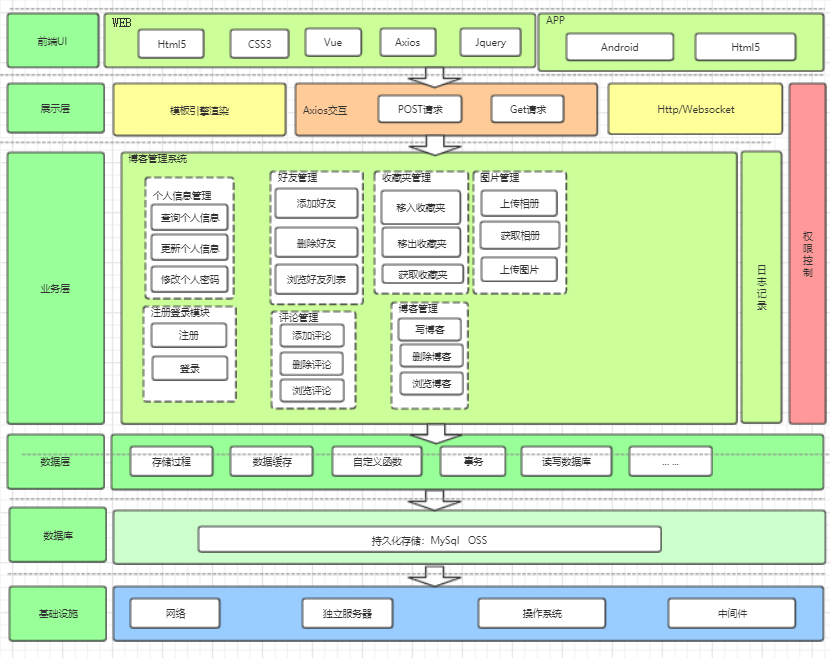 前端UI
WEB
Html5
CSS3
Vue
Axios
Jquery
APP
Android
Html5
展示层
模板引擎渲染
Axios交互
POST请求
Get请求
Http/Websocket
权限控制
业务层
博客管理系统
个人信息管理
查询个人信息
更新个人信息
修改个人密码
好友管理
添加好友
删除好友
浏览好友列表
收藏夹管理
移入收藏夹
移出收藏夹
获取收藏夹
图片管理
上传相册
获取相册
上传图片
注册登录模块
注册
登录
评论管理
添加评论
删除评论
浏览评论
博客管理
写博客
删除博客
浏览博客
日志记录
数据层
存储过程
数据缓存
自定义函数
事务
读写数据库
... ...
数据库
持久化存储：MySql OSS
基础设施
网络
独立服务器
操作系统
中间件